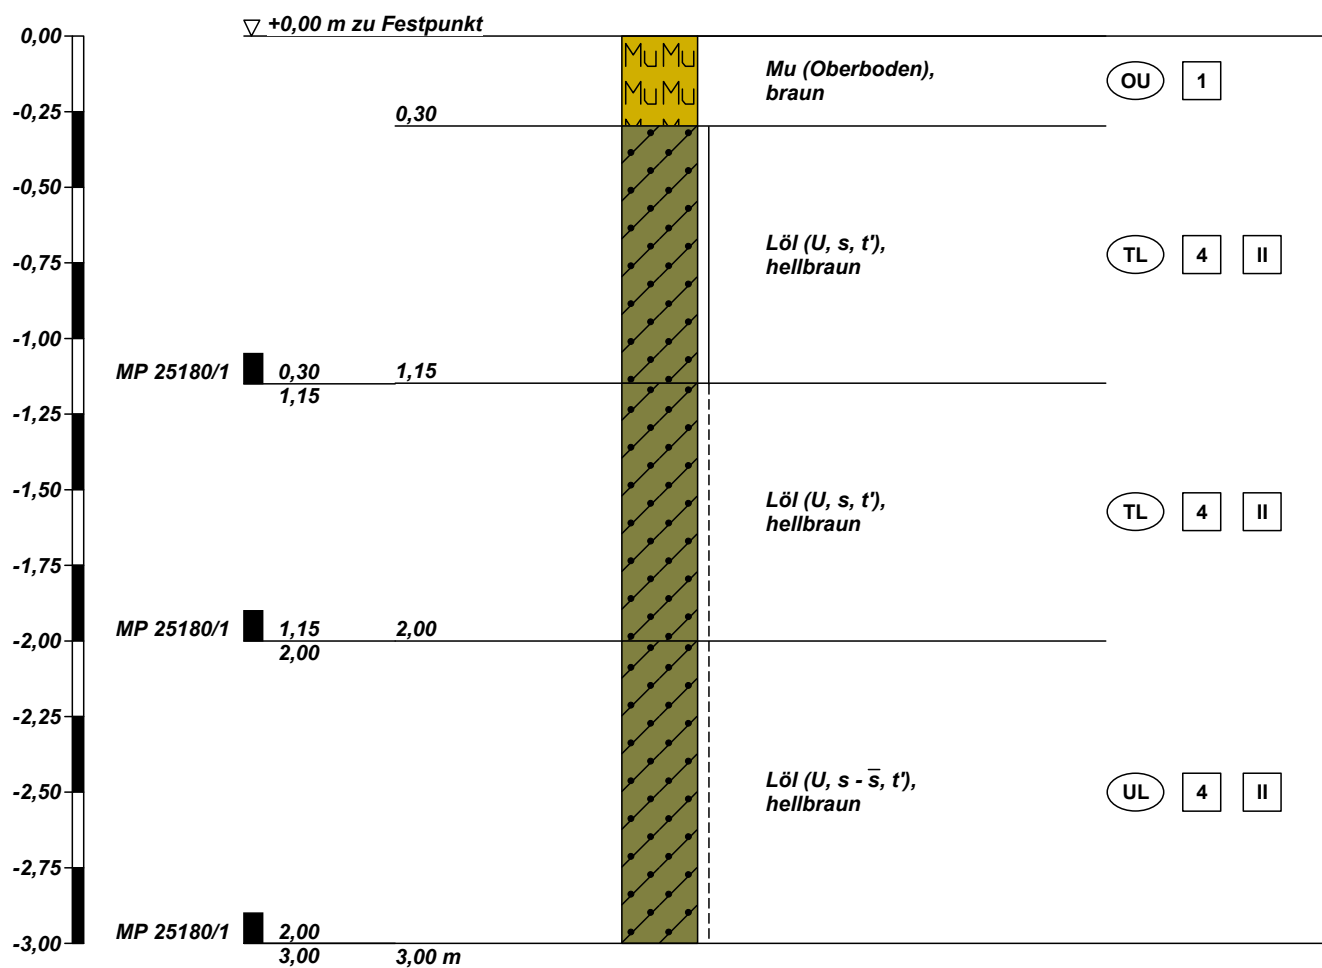 +0,00 m zu Festpunkt
0,00
Mu Mu
Mu (Oberboden),
braun
OU 1
Mu Mu
-0,25
0,30
-0,50
Löl (U, s, t'),
hellbraun
TL 4 II
-0,75
-1,00
MP 25180/1 0,30 1,15
1,15
-1,25
-1,50
Löl (U, s, t'),
hellbraun
TL 4 II
-1,75
MP 25180/1 1,15 2,00
-2,00
2,00
-2,25
Löl (U, s - s̅, t'),
hellbraun
UL 4 II
-2,50
-2,75
MP 25180/1 2,00
-3,00
3,00 3,00 m